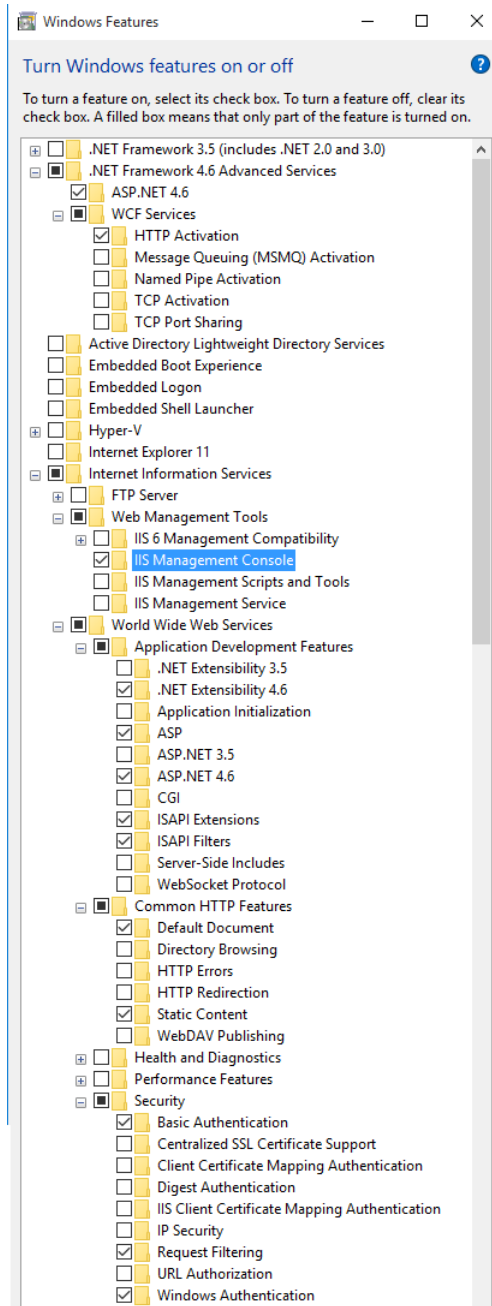 Windows Features
Turn Windows features on or off
?
To turn a feature on, select its check box. To turn a feature off, clear its
check box. A filled box means that only part of the feature is turned on.
.NET Framework 3.5 (includes .NET 2.0 and 3.0)
.NET Framework 4.6 Advanced Services
ASP.NET 4.6
WCF Services
HTTP Activation
Message Queuing (MSMQ) Activation
Named Pipe Activation
TCP Activation
TCP Port Sharing
Active Directory Lightweight Directory Services
Embedded Boot Experience
Embedded Logon
Embedded Shell Launcher
Hyper-V
Internet Explorer 11
Internet Information Services
FTP Server
Web Management Tools
IIS 6 Management Compatibility
IIS Management Console
IIS Management Scripts and Tools
IIS Management Service
World Wide Web Services
Application Development Features
.NET Extensibility 3.5
.NET Extensibility 4.6
Application Initialization
ASP
ASP.NET 3.5
ASP.NET 4.6
CGI
ISAPI Extensions
ISAPI Filters
Server-Side Includes
WebSocket Protocol
Common HTTP Features
Default Document
Directory Browsing
HTTP Errors
HTTP Redirection
Static Content
WebDAV Publishing
Health and Diagnostics
Performance Features
Security
Basic Authentication
Centralized SSL Certificate Support
Client Certificate Mapping Authentication
Digest Authentication
IIS Client Certificate Mapping Authentication
IP Security
Request Filtering
URL Authorization
Windows Authentication